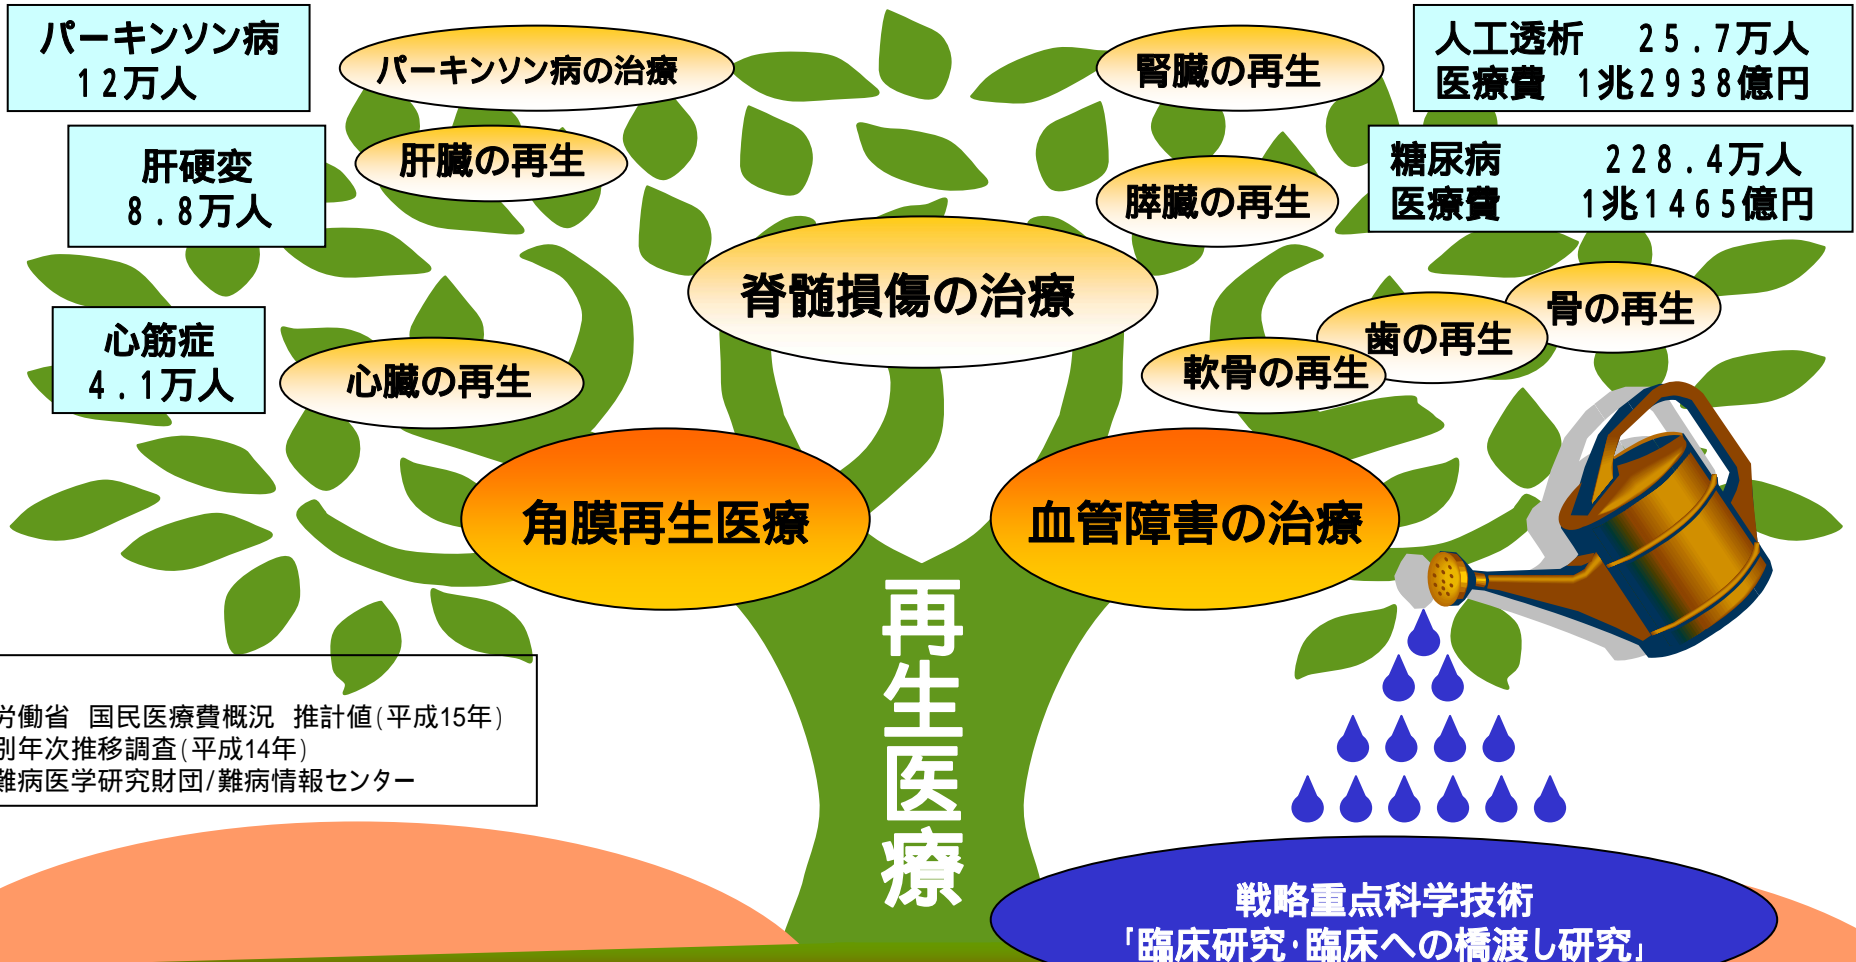 パーキンソン病
12万人
パーキンソン病の治療
腎臓の再生
人工透析　25.7万人
医療費　1兆2938億円
肝硬変
8.8万人
肝臓の再生
膵臓の再生
糖尿病　228.4万人
医療費　1兆1465億円
脊髄損傷の治療
骨の再生
歯の再生
軟骨の再生
心筋症
4.1万人
心臓の再生
角膜再生医療
血管障害の治療
再生医療
労働省　国民医療費概況　推計値(平成15年)
別年次推移調査(平成14年)
難病医学研究財団/難病情報センター
戦略重点科学技術
「臨床研究・臨床への橋渡し研究」